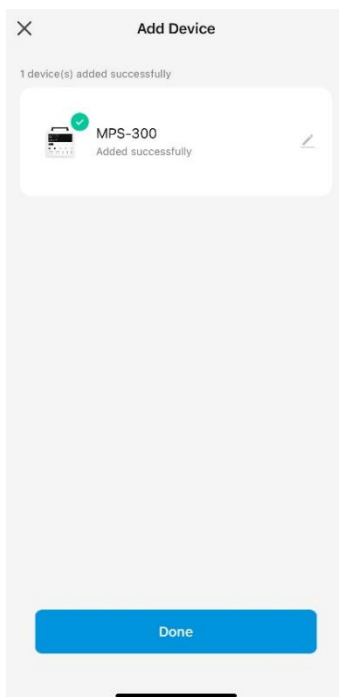 Add Device
1 device(s) added successfully
MPS-300
Added successfully
Done